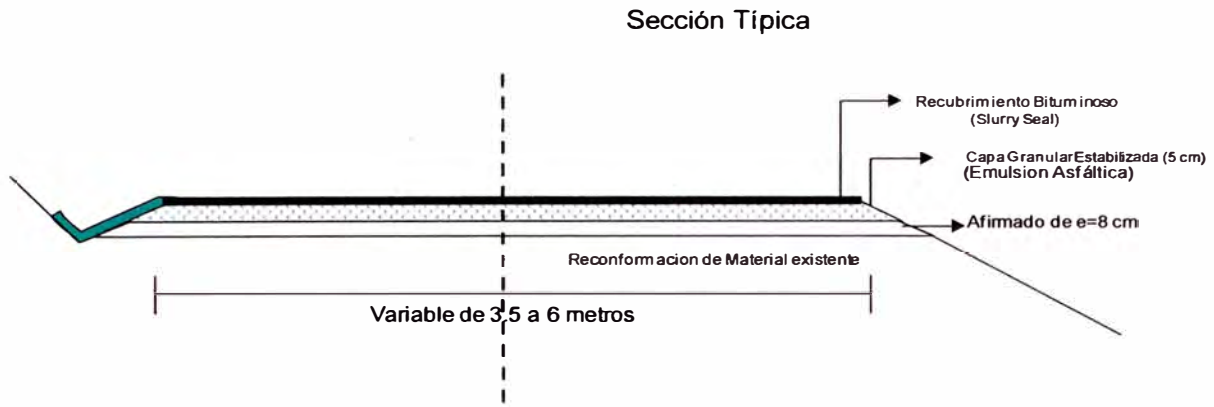 Sección Típica
Recubrimiento Bituminoso
(Slurry Seal)
Capa Granular Estabilizada (5 cm)
(Emulsion Asfáltica)
Afirmado de e=8 cm
Reconformacion de Material existente
Variable de 3.5 a 6 metros